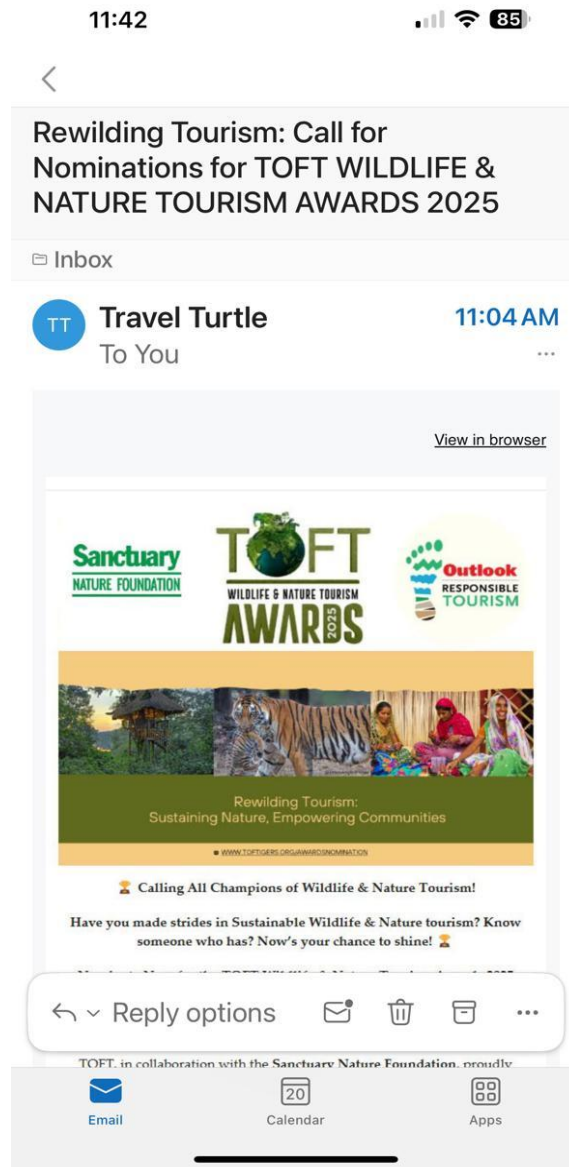 11:42
85
Rewilding Tourism: Call for
Nominations for TOFT WILDLIFE &
NATURE TOURISM AWARDS 2025
Inbox
TT
Travel Turtle
11:04 AM
To You
View in browser
Sanctuary
NATURE FOUNDATION
TOFT
WILDLIFE & NATURE TOURISM
AWARDS
2025
Outlook
RESPONSIBLE
TOURISM
Rewilding Tourism:
Sustaining Nature, Empowering Communities
WWW.TOFTIGERS.ORG/AWARDSNOMINATION
🏆 Calling All Champions of Wildlife & Nature Tourism!
Have you made strides in Sustainable Wildlife & Nature tourism? Know
someone who has? Now's your chance to shine! 🏆
Reply options
TOFT, in collaboration with the Sanctuary Nature Foundation, proudly
Email
20
Calendar
Apps